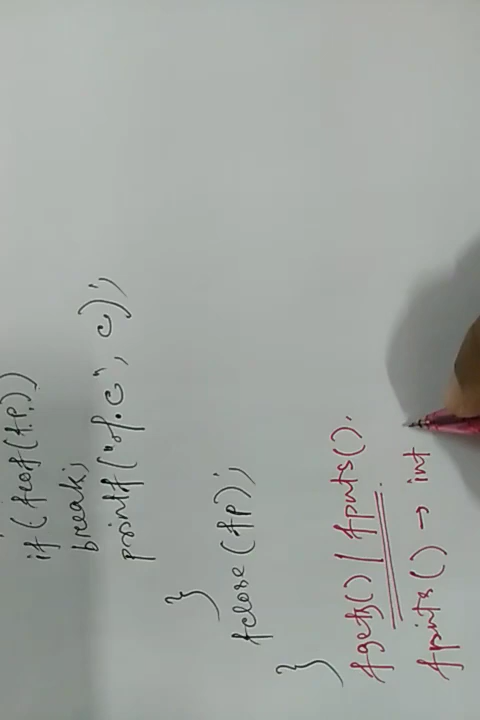 if (feof(fp))
break;
printf("%c", c);
}
fclose(fp);
}
fgets() | fputs().
fputs() → int